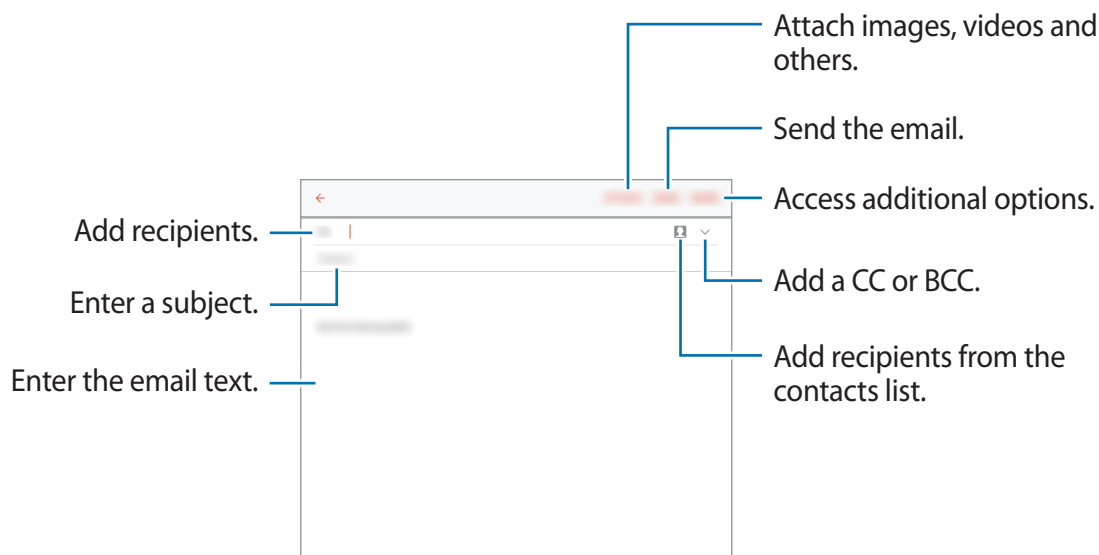 Attach images, videos and
others.
Send the email.
Access additional options.
Add recipients.
Add a CC or BCC.
Enter a subject.
Add recipients from the
contacts list.
Enter the email text.